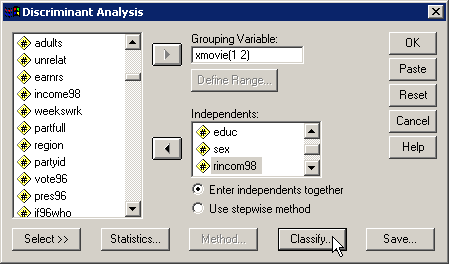 Discriminant Analysis
adults
unrelat
earnrs
income98
weekswrk
partfull
region
partyid
vote96
pres96
if96who
Grouping Variable:
xmovie(1 2)
Define Range...
Independents:
educ
sex
rincom98
Enter independents together
Use stepwise method
OK
Paste
Reset
Cancel
Help
Select >>
Statistics...
Method...
Classify...
Save...